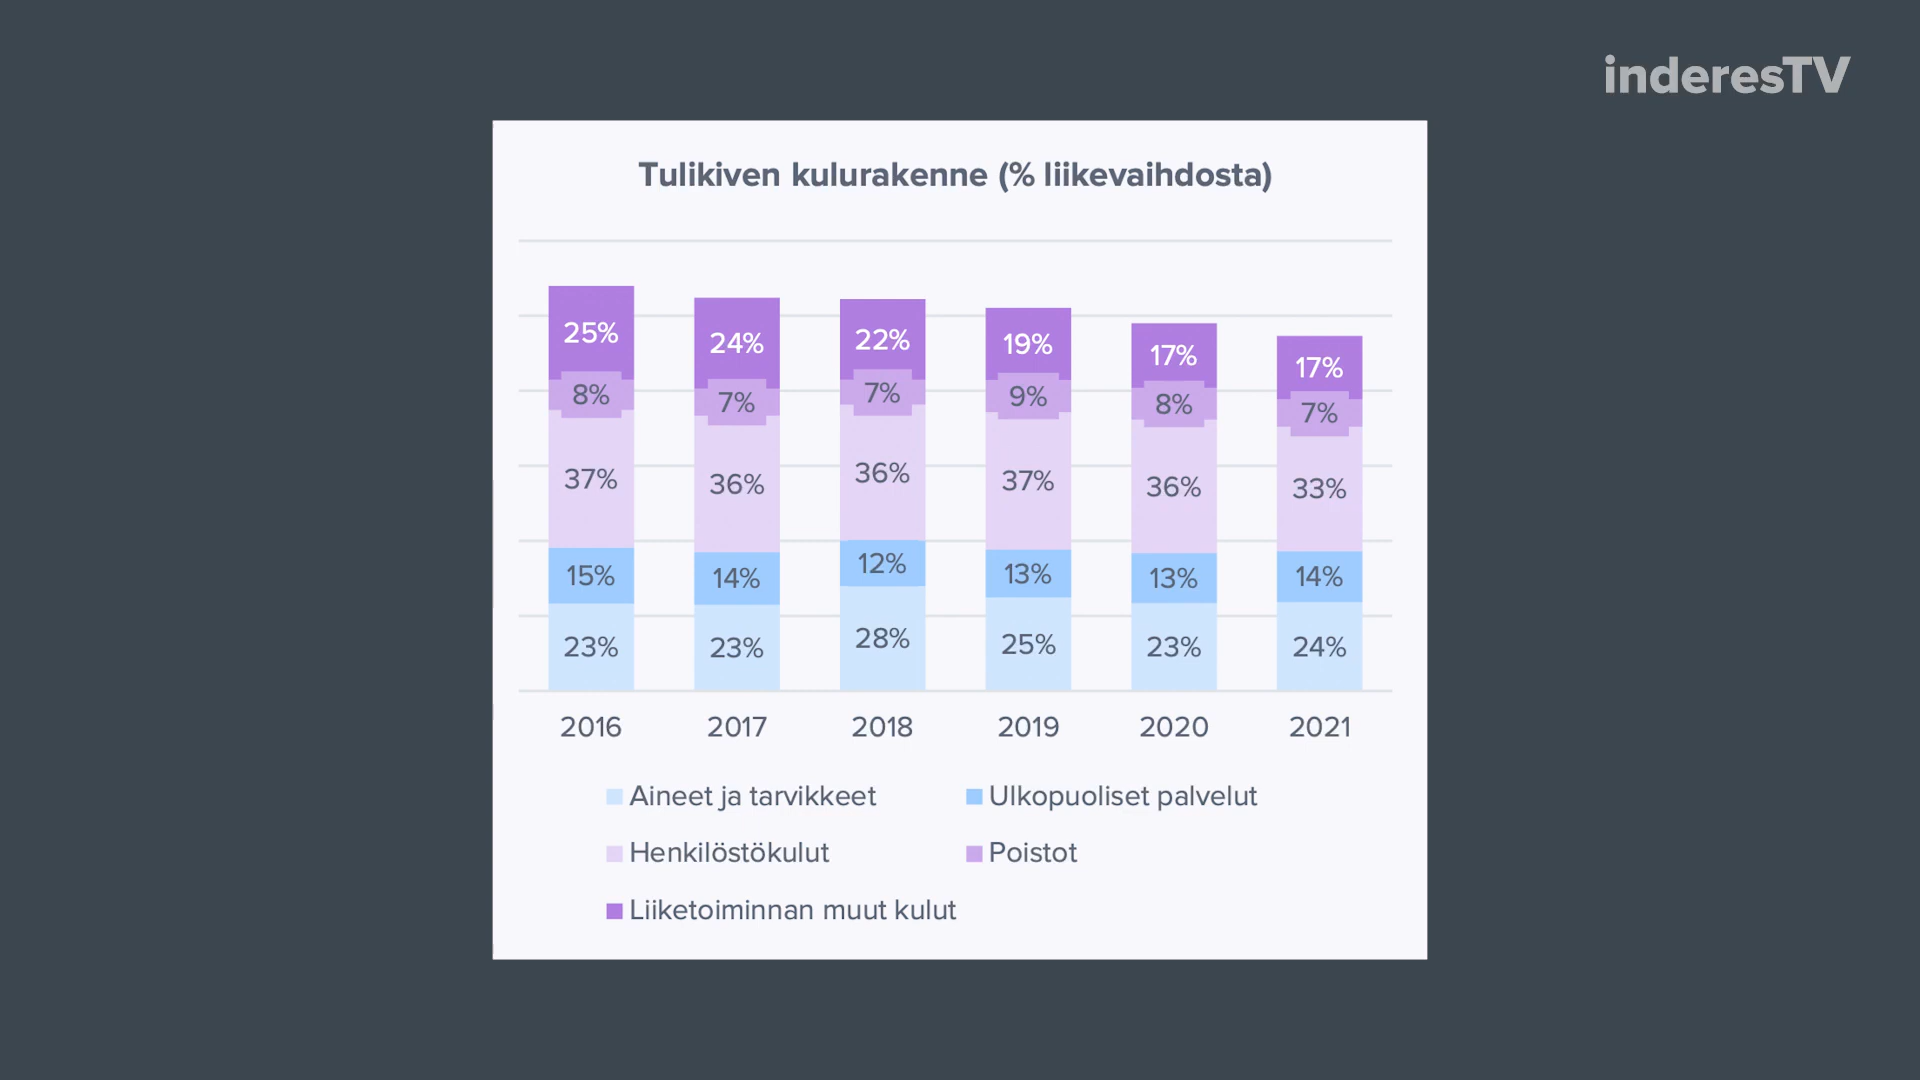 inderesTV
Tulikiven kulurakenne (% liikevaihdosta)
25% 24% 22% 19% 17% 17%
8% 7% 7% 9% 8% 7%
37% 36% 36% 37% 36% 33%
15% 14% 12% 13% 13% 14%
23% 23% 28% 25% 23% 24%
2016 2017 2018 2019 2020 2021
Aineet ja tarvikkeet Ulkopuoliset palvelut
Henkilöstökulut Poistot
Liiketoiminnan muut kulut